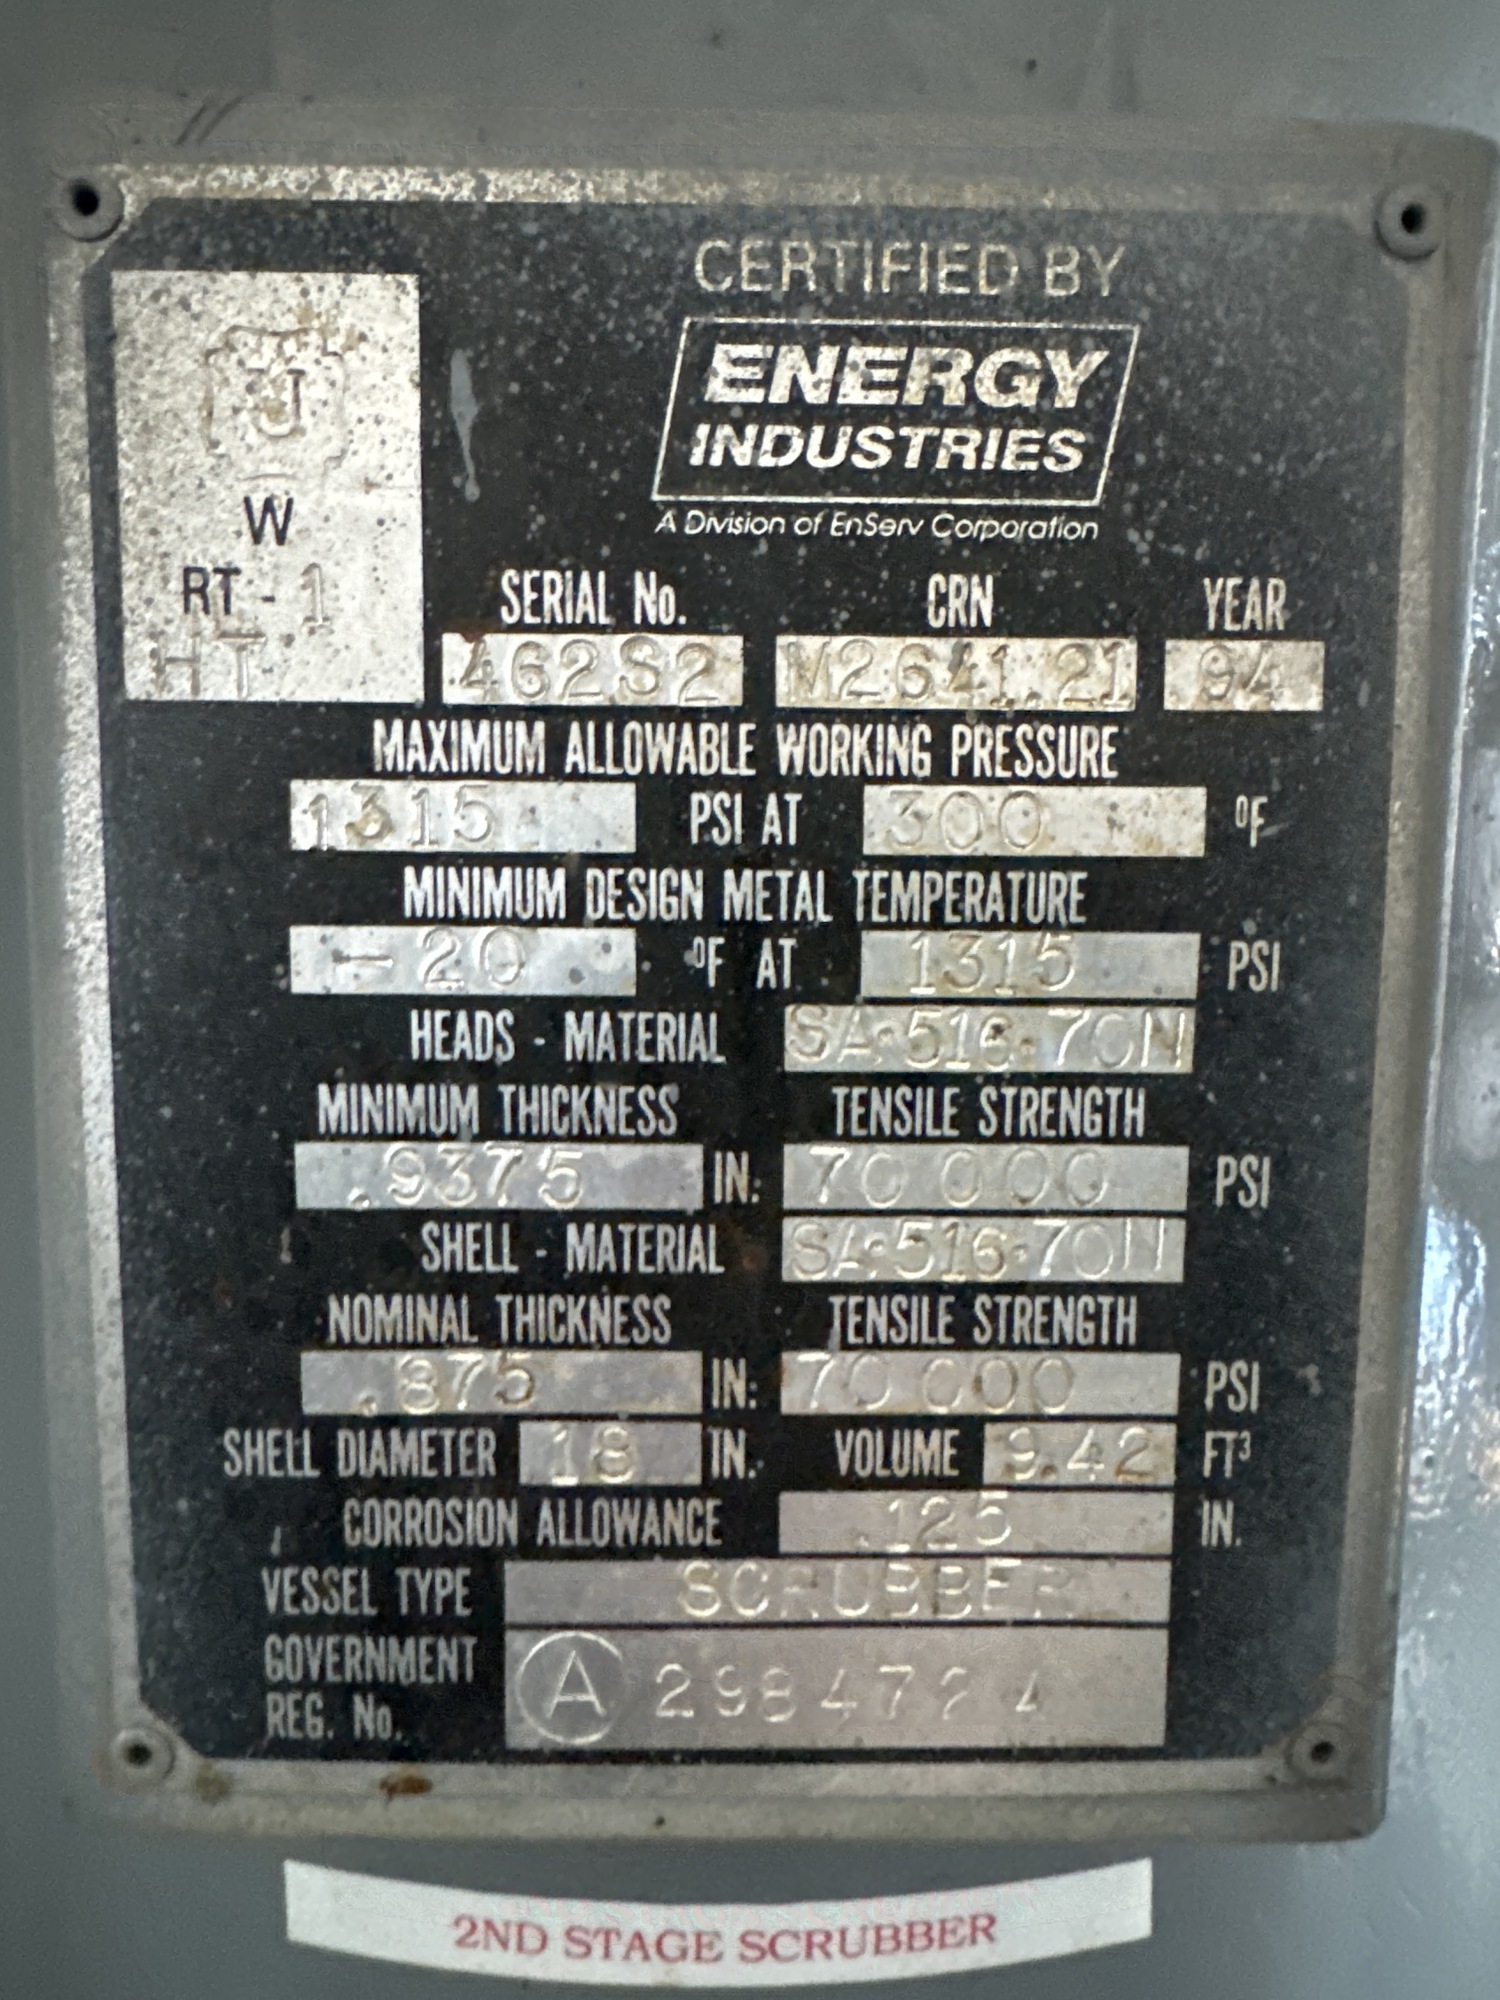 CERTIFIED BY
ENERGY
INDUSTRIES
A Division of EnServ Corporation
U
W
RT - 1
HT
SERIAL No. CRN YEAR
462S2 M2641.21 94
MAXIMUM ALLOWABLE WORKING PRESSURE
1315 PSI AT 300 ºF
MINIMUM DESIGN METAL TEMPERATURE
-20 ºF AT 1315 PSI
HEADS - MATERIAL SA-516-70N
MINIMUM THICKNESS TENSILE STRENGTH
.9375 IN. 70 000 PSI
SHELL - MATERIAL SA-516-70N
NOMINAL THICKNESS TENSILE STRENGTH
.875 IN. 70 000 PSI
SHELL DIAMETER 18 IN. VOLUME 9.42 FT³
CORROSION ALLOWANCE .125 IN.
VESSEL TYPE SCRUBBER
GOVERNMENT
REG. No. A 298472
2ND STAGE SCRUBBER